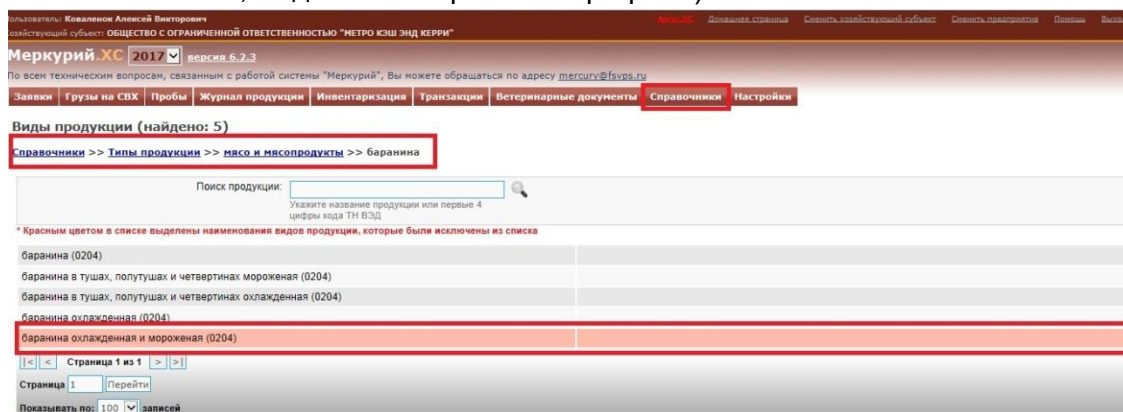 Пользователь: Коваленок Алексей Викторович
Аргус.ХС Домашняя страница Сменить хозяйствующий субъект Сменить предприятие Помощь
Хозяйствующий субъект: ОБЩЕСТВО С ОГРАНИЧЕННОЙ ОТВЕТСТВЕННОСТЬЮ "МЕТРО КЭШ ЭНД КЕРРИ"
Меркурий.ХС 2017 версия 6.2.3
По всем техническим вопросам, связанным с работой системы "Меркурий", Вы можете обращаться по адресу mercury@fsvps.ru
Заявки Грузы на СВХ Пробы Журнал продукции Инвентаризация Транзакции Ветеринарные документы Справочники Настройки
Виды продукции (найдено: 5)
Справочники >> Типы продукции >> мясо и мясопродукты >> баранина
Поиск продукции:
Укажите название продукции или первые 4
цифры кода ТН ВЭД
* Красным цветом в списке выделены наименования видов продукции, которые были исключены из списка
баранина (0204)
баранина в тушах, полутушах и четвертинах мороженая (0204)
баранина в тушах, полутушах и четвертинах охлажденная (0204)
баранина охлажденная (0204)
баранина охлажденная и мороженая (0204)
|< < Страница 1 из 1 > >|
Страница 1 Перейти
Показывать по: 100 записей